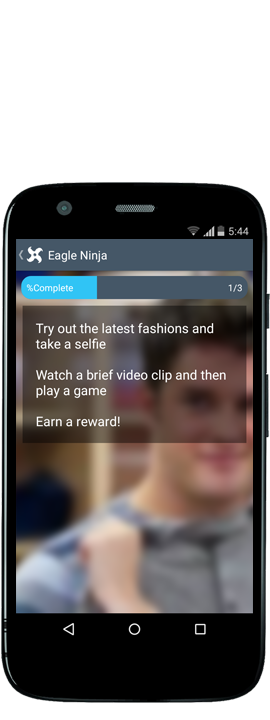 5:44
Eagle Ninja
%Complete 1/3
Try out the latest fashions and
take a selfie
Watch a brief video clip and then
play a game
Earn a reward!